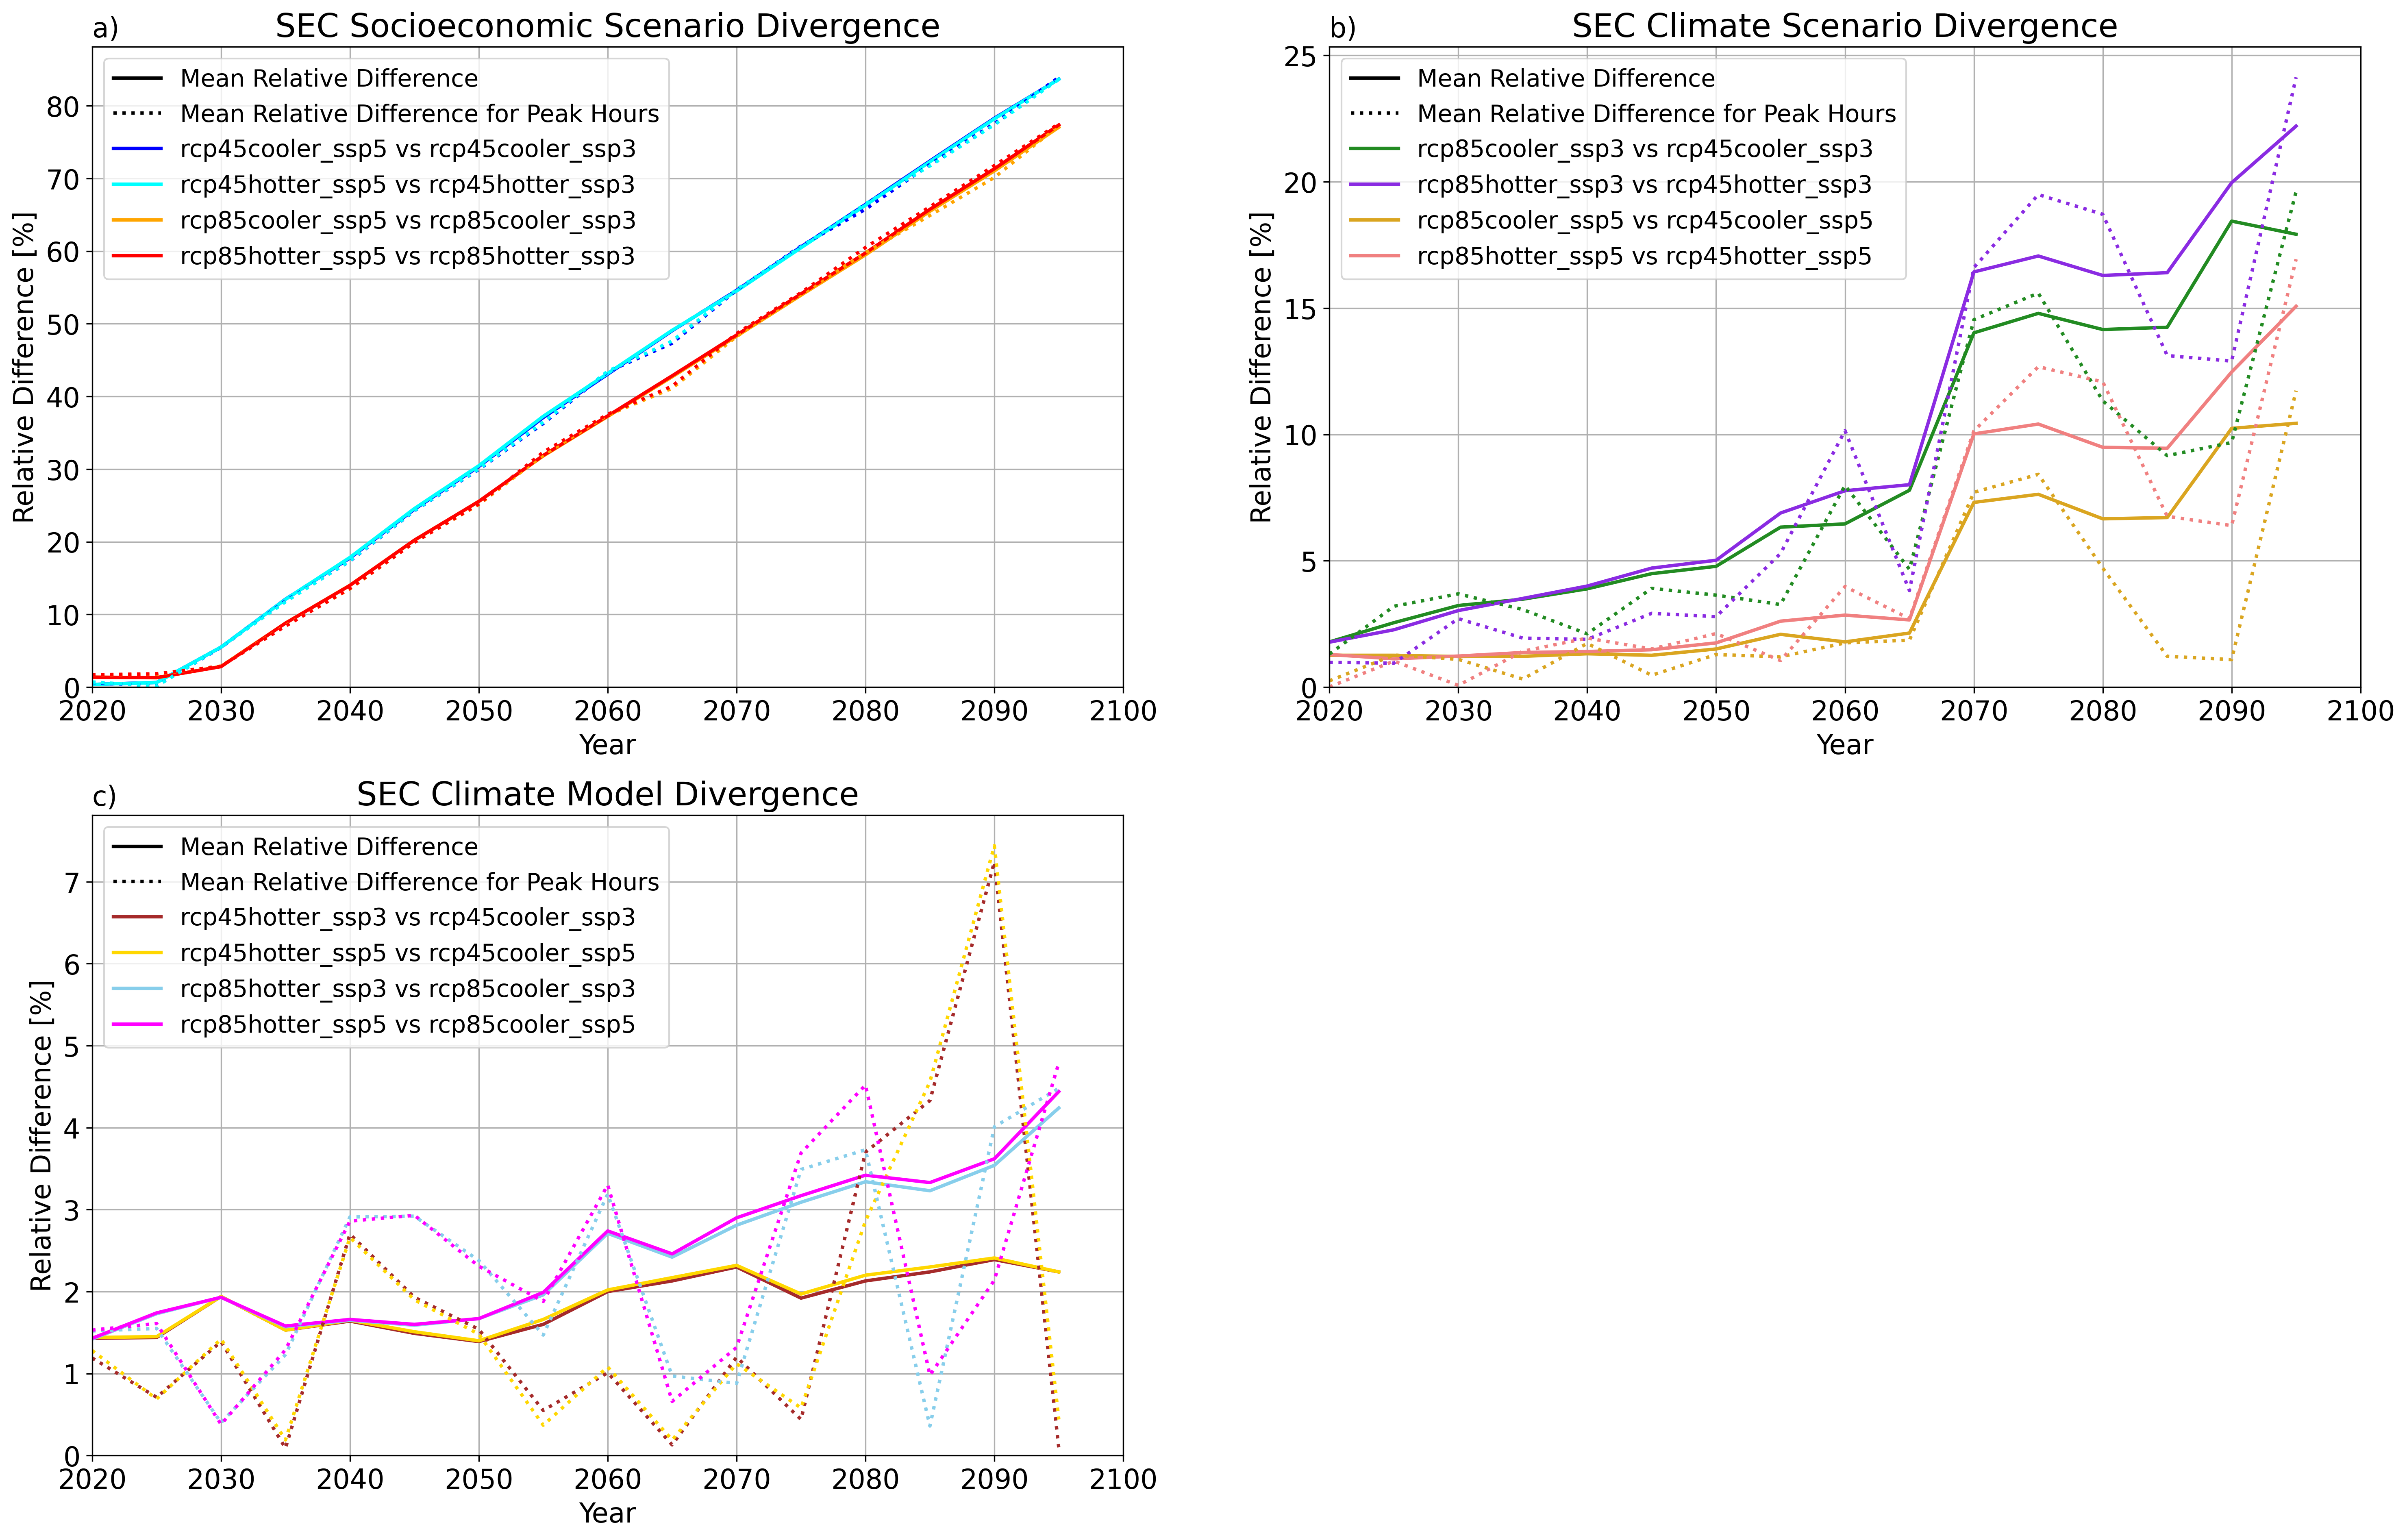 a)
SEC Socioeconomic Scenario Divergence
Mean Relative Difference
Mean Relative Difference for Peak Hours
rcp45cooler_ssp5 vs rcp45cooler_ssp3
rcp45hotter_ssp5 vs rcp45hotter_ssp3
rcp85cooler_ssp5 vs rcp85cooler_ssp3
rcp85hotter_ssp5 vs rcp85hotter_ssp3
Relative Difference [%]
80
70
60
50
40
30
20
10
0
2020 2030 2040 2050 2060 2070 2080 2090 2100
Year
b)
SEC Climate Scenario Divergence
Mean Relative Difference
Mean Relative Difference for Peak Hours
rcp85cooler_ssp3 vs rcp45cooler_ssp3
rcp85hotter_ssp3 vs rcp45hotter_ssp3
rcp85cooler_ssp5 vs rcp45cooler_ssp5
rcp85hotter_ssp5 vs rcp45hotter_ssp5
Relative Difference [%]
25
20
15
10
5
0
2020 2030 2040 2050 2060 2070 2080 2090 2100
Year
c)
SEC Climate Model Divergence
Mean Relative Difference
Mean Relative Difference for Peak Hours
rcp45hotter_ssp3 vs rcp45cooler_ssp3
rcp45hotter_ssp5 vs rcp45cooler_ssp5
rcp85hotter_ssp3 vs rcp85cooler_ssp3
rcp85hotter_ssp5 vs rcp85cooler_ssp5
Relative Difference [%]
7
6
5
4
3
2
1
0
2020 2030 2040 2050 2060 2070 2080 2090 2100
Year